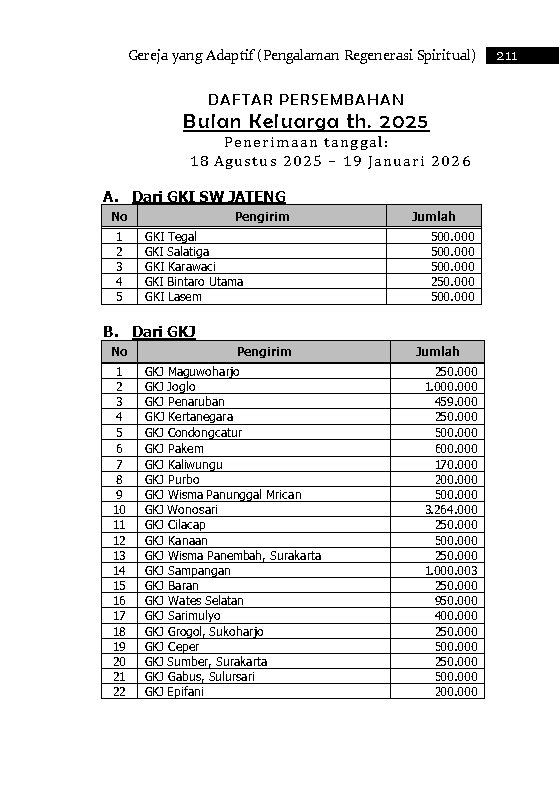 Gereja yang Adaptif (Pengalaman Regenerasi Spiritual) 211
DAFTAR PERSEMBAHAN
Bulan Keluarga th. 2025
Penerimaan tanggal:
18 Agustus 2025 – 19 Januari 2026
A. Dari GKI SW JATENG
No Pengirim Jumlah
1 GKI Tegal 500.000
2 GKI Salatiga 500.000
3 GKI Karawaci 500.000
4 GKI Bintaro Utama 250.000
5 GKI Lasem 500.000
B. Dari GKJ
No Pengirim Jumlah
1 GKJ Maguwoharjo 250.000
2 GKJ Joglo 1.000.000
3 GKJ Penaruban 459.000
4 GKJ Kertanegara 250.000
5 GKJ Condongcatur 500.000
6 GKJ Pakem 600.000
7 GKJ Kaliwungu 170.000
8 GKJ Purbo 200.000
9 GKJ Wisma Panunggal Mrican 500.000
10 GKJ Wonosari 3.264.000
11 GKJ Cilacap 250.000
12 GKJ Kanaan 500.000
13 GKJ Wisma Panembah, Surakarta 250.000
14 GKJ Sampangan 1.000.003
15 GKJ Baran 250.000
16 GKJ Wates Selatan 950.000
17 GKJ Sarimulyo 400.000
18 GKJ Grogol, Sukoharjo 250.000
19 GKJ Ceper 500.000
20 GKJ Sumber, Surakarta 250.000
21 GKJ Gabus, Sulursari 500.000
22 GKJ Epifani 200.000